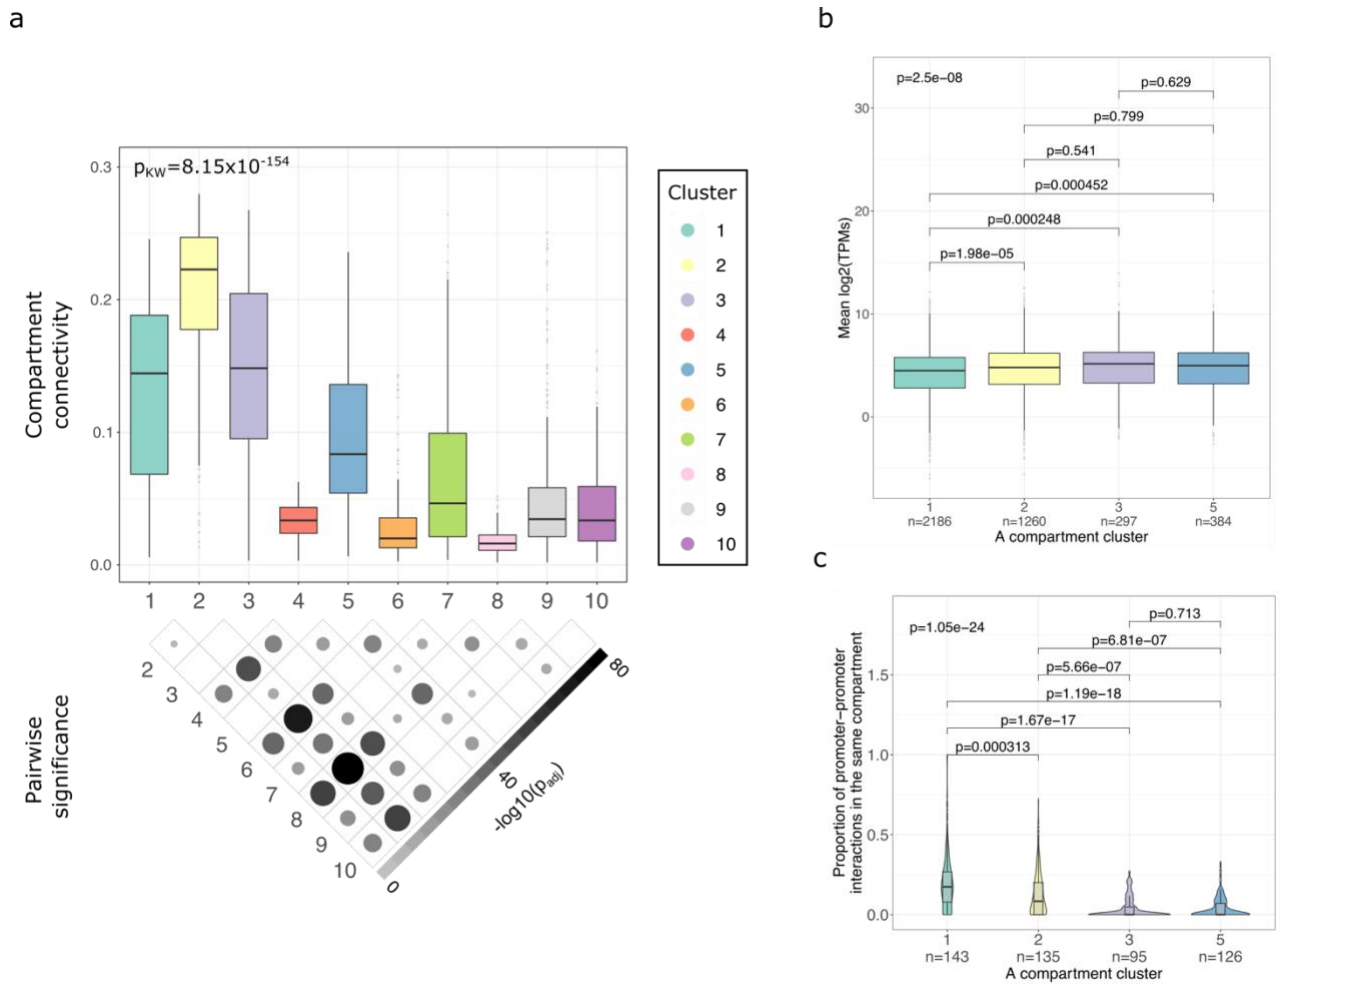 a
p_KW=8.15x10^-154
0.3
0.2
0.1
0.0
Compartment
connectivity
1 2 3 4 5 6 7 8 9 10
Cluster
1
2
3
4
5
6
7
8
9
10
Pairwise
significance
2
3
4
5
6
7
8
9
10
80
40
0
-log10(p_adj)
b
p=2.5e−08
p=0.629
p=0.799
p=0.541
p=0.000452
p=0.000248
p=1.98e−05
Mean log2(TPMs)
30
20
10
0
1 2 3 5
n=2186 n=1260 n=297 n=384
A compartment cluster
c
p=1.05e−24
p=0.713
p=6.81e−07
p=5.66e−07
p=1.19e−18
p=1.67e−17
p=0.000313
Proportion of promoter−promoter
interactions in the same compartment
1.5
1.0
0.5
0.0
1 2 3 5
n=143 n=135 n=95 n=126
A compartment cluster